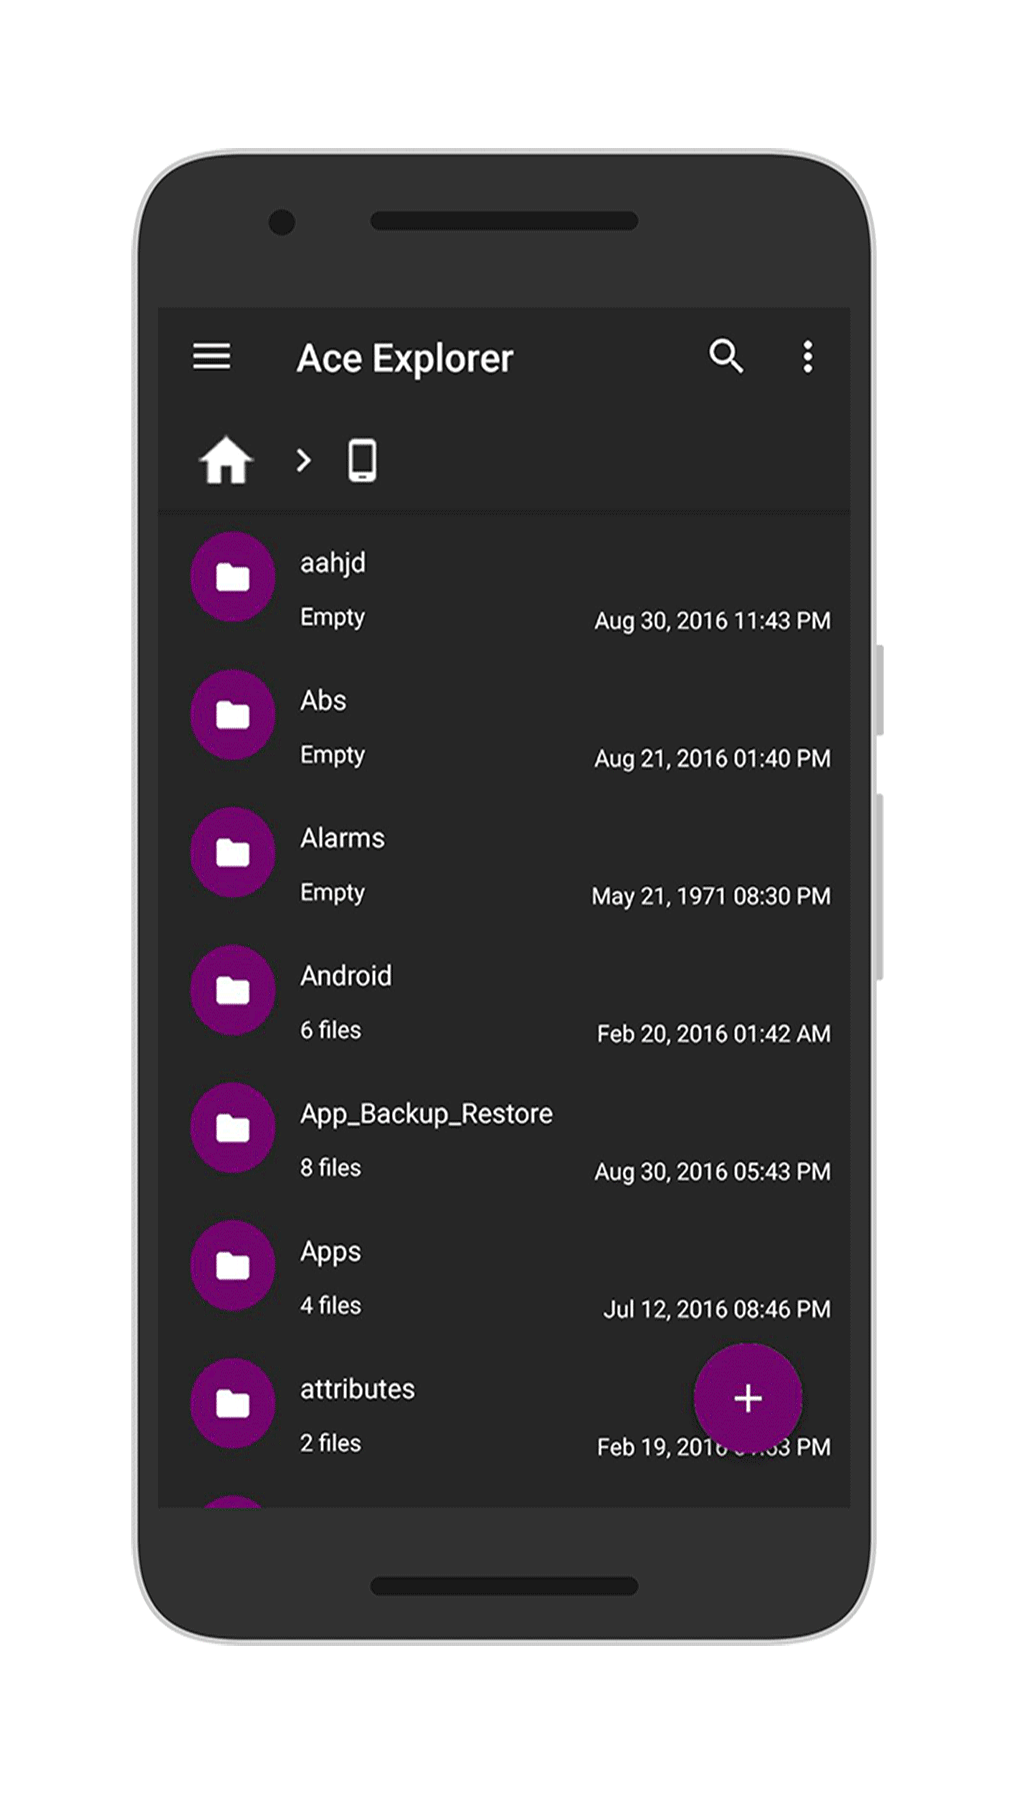 Ace Explorer
aahjd
Empty
Aug 30, 2016 11:43 PM
Abs
Empty
Aug 21, 2016 01:40 PM
Alarms
Empty
May 21, 1971 08:30 PM
Android
6 files
Feb 20, 2016 01:42 AM
App_Backup_Restore
8 files
Aug 30, 2016 05:43 PM
Apps
4 files
Jul 12, 2016 08:46 PM
attributes
2 files
Feb 19, 2016 PM